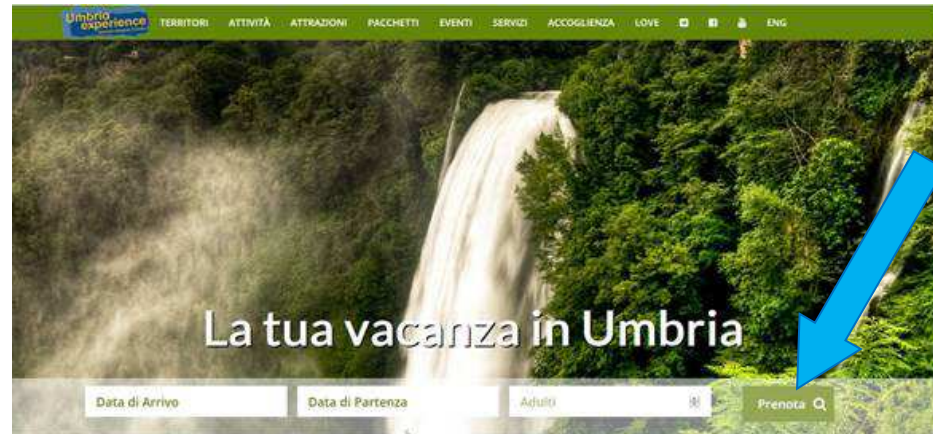 Umbria
experience
TERRITORI ATTIVITÀ ATTRAZIONI PACCHETTI EVENTI SERVIZI ACCOGLIENZA LOVE ENG
La tua vacanza in Umbria
Data di Arrivo Data di Partenza Adulti Prenota